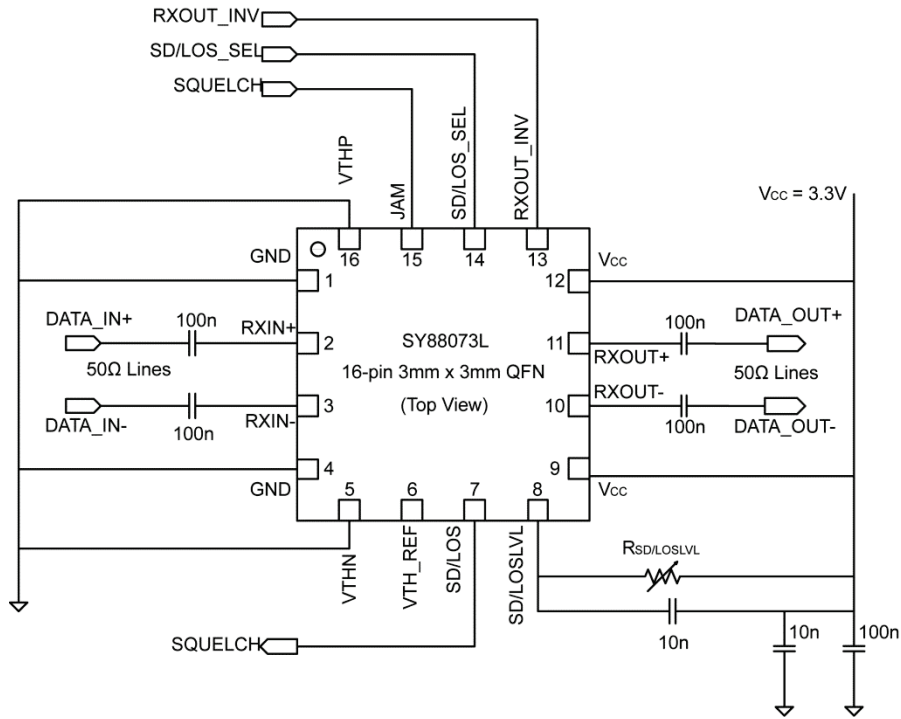 RXOUT_INV
SD/LOS_SEL
SQUELCH
VTHP
JAM
SD/LOS_SEL
RXOUT_INV
VCC = 3.3V
GND
16
15
14
13
VCC
1
12
DATA_IN+
100n
RXIN+
2
SY88073L
11
RXOUT+
100n
DATA_OUT+
50Ω Lines
16-pin 3mm x 3mm QFN
50Ω Lines
(Top View)
DATA_IN-
100n
RXIN-
3
10
RXOUT-
100n
DATA_OUT-
4
9
GND
5
6
7
8
VCC
VTHN
VTH_REF
SD/LOS
SD/LOSLVL
RSD/LOSLVL
10n
10n
100n
SQUELCH